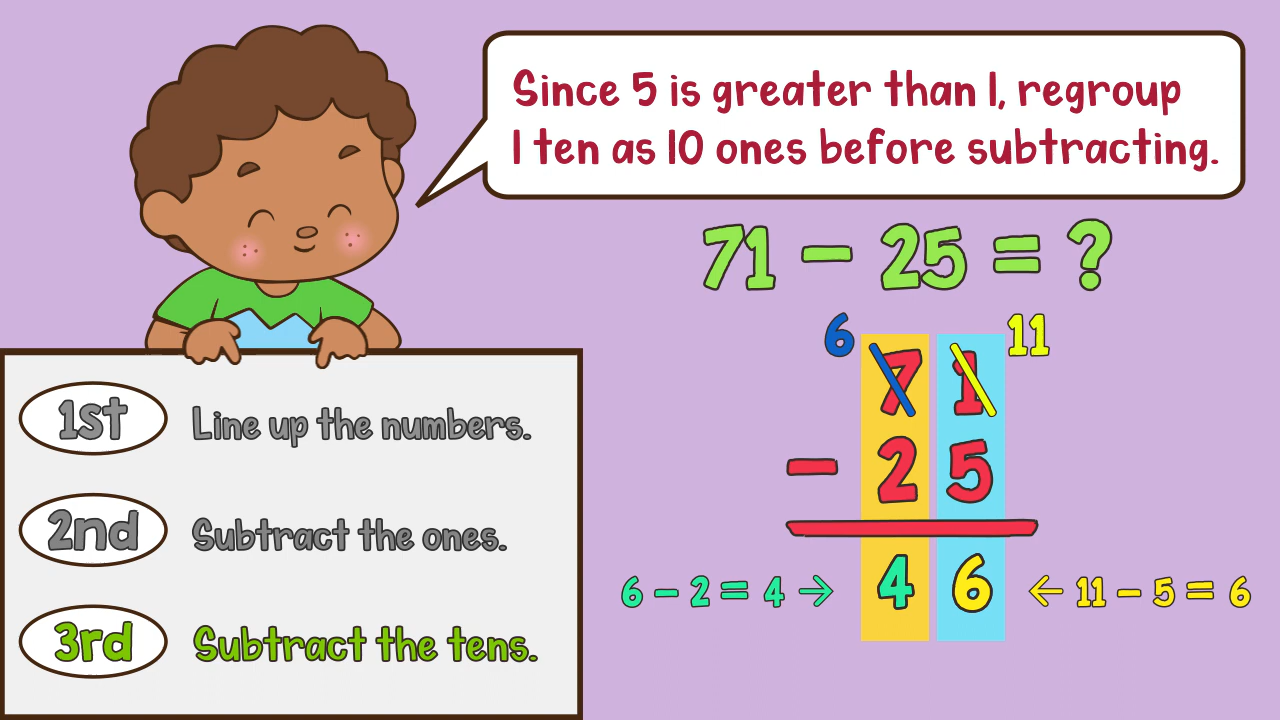 Since 5 is greater than 1, regroup
1 ten as 10 ones before subtracting.
71 − 25 = ?
6 7 1 11
− 2 5
6 − 2 = 4 → 4 6 ← 11 − 5 = 6
1st Line up the numbers.
2nd Subtract the ones.
3rd Subtract the tens.